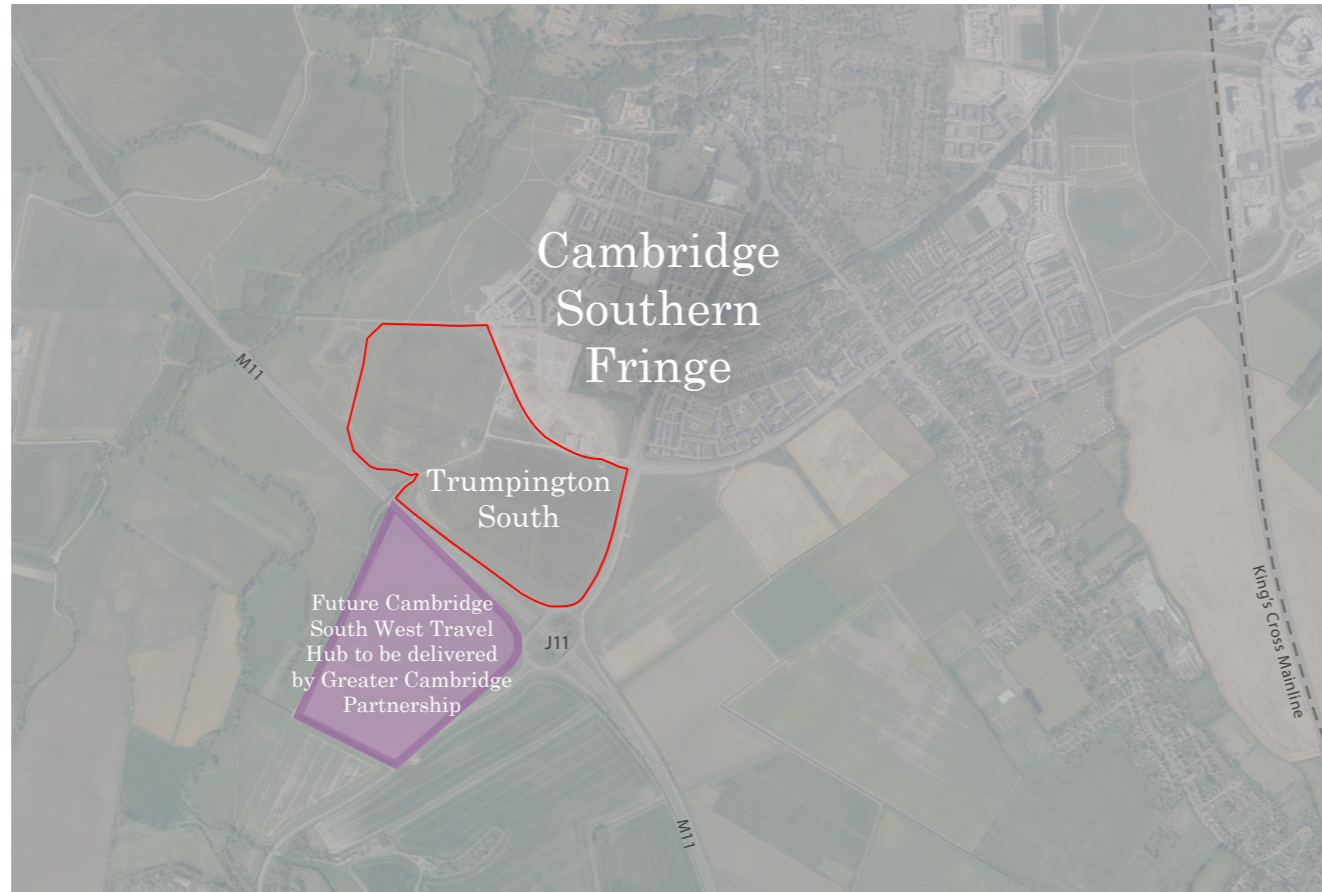 Cambridge
Southern
Fringe
M11
Trumpington
South
Future Cambridge
South West Travel
Hub to be delivered
by Greater Cambridge
Partnership
J11
King's Cross Mainline
M11